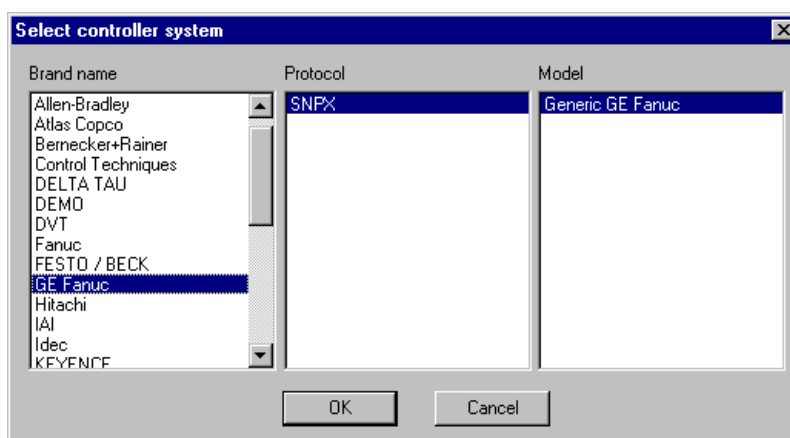 Select controller system
Brand name
Protocol
Model
Allen-Bradley
Atlas Copco
Bernecker+Rainer
Control Techniques
DELTA TAU
DEMO
DVT
Fanuc
FESTO / BECK
GE Fanuc
Hitachi
IAI
Idec
KEYENCE
SNPX
Generic GE Fanuc
OK
Cancel